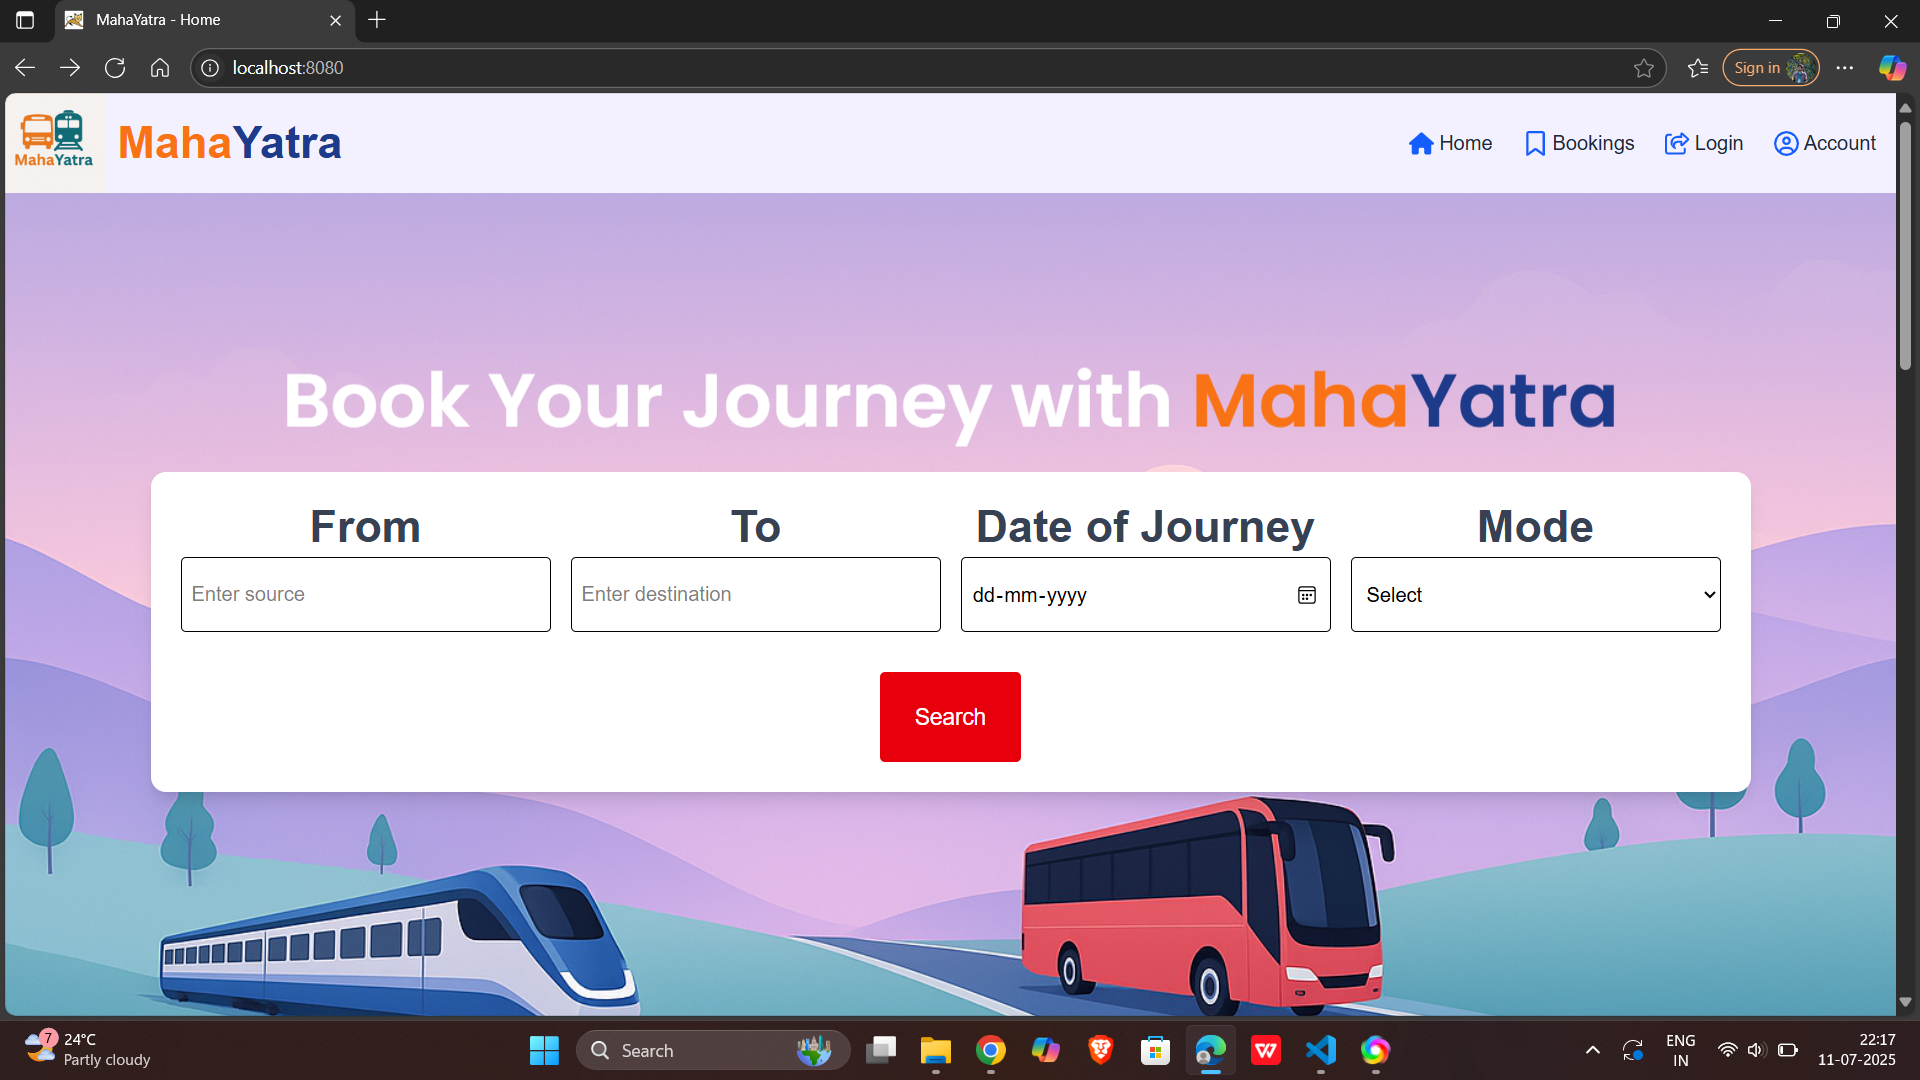 MahaYatra - Home
localhost:8080
Sign in
MahaYatra
MahaYatra
Home
Bookings
Login
Account
Book Your Journey with MahaYatra
From
To
Date of Journey
Mode
Enter source
Enter destination
dd-mm-yyyy
Select
Search
7
24°C
Partly cloudy
Search
W
ENG
IN
22:17
11-07-2025